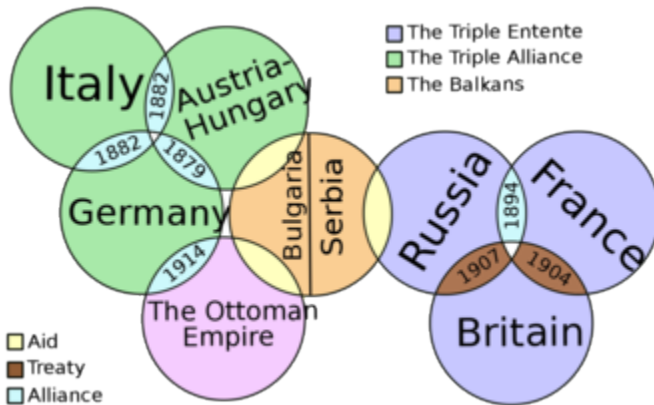 The Triple Entente
The Triple Alliance
The Balkans
Italy
1882
Austria-
Hungary
1882
1879
Germany
Bulgaria
Serbia
Russia
1894
France
1914
1907
1904
The Ottoman
Empire
Britain
Aid
Treaty
Alliance